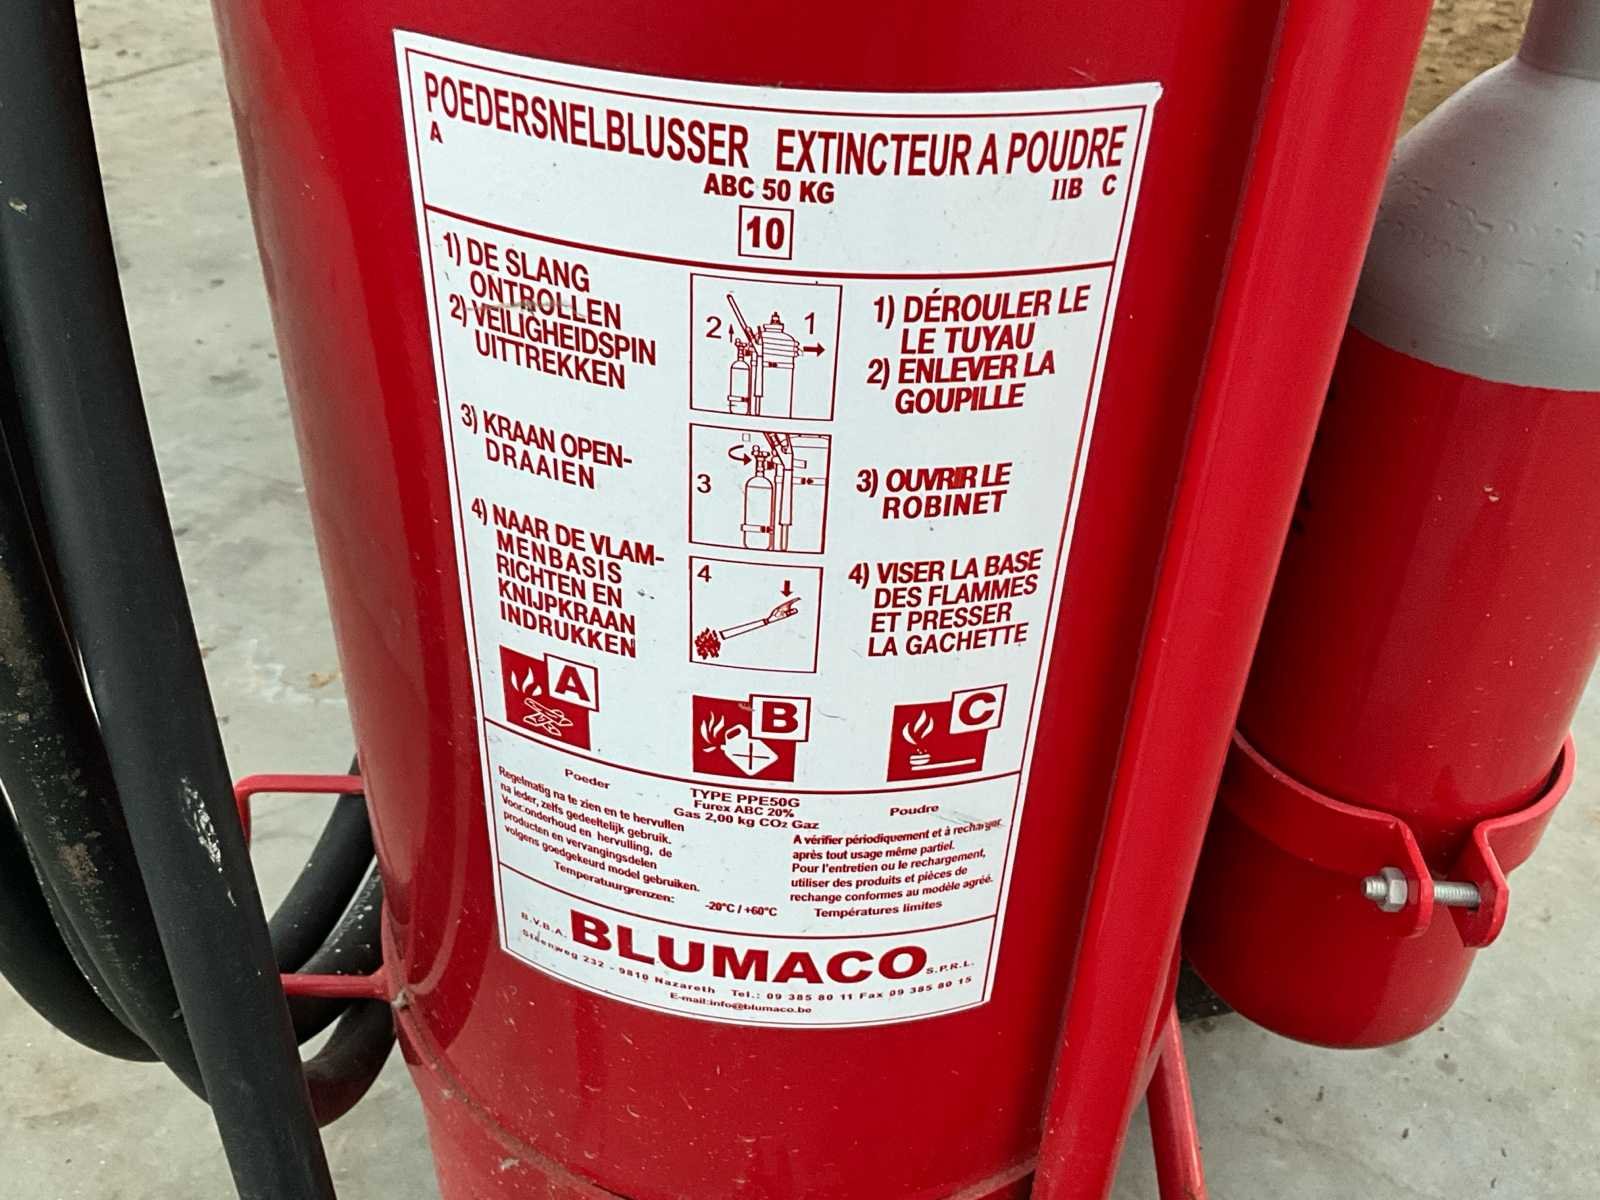 POEDERSNELBLUSSER EXTINCTEUR A POUDRE
A ABC 50 KG IIB C
10
1) DE SLANG
ONTROLLEN
2) VEILIGHEIDSPIN
UITTREKKEN
3) KRAAN OPEN-
DRAAIEN
4) NAAR DE VLAM-
MENBASIS
RICHTEN EN
KNIJPKRAAN
INDRUKKEN
2 1
3
4
1) DÉROULER LE
LE TUYAU
2) ENLEVER LA
GOUPILLE
3) OUVRIR LE
ROBINET
4) VISER LA BASE
DES FLAMMES
ET PRESSER
LA GACHETTE
A B C
Poeder
Regelmatig na te zien en te hervullen
na ieder, zelfs gedeeltelijk gebruik.
Voor:onderhoud en hervulling, de
producten en vervangingsdelen
volgens goedgekeurd model gebruiken.
Temperatuurgrenzen:
TYPE PPE50G
Furex ABC 20%
Gas 2,00 kg CO2 Gaz
-20°C / +60°C
Poudre
A vérifier périodiquement et à recharger
après tout usage même partiel.
Pour l'entretien ou le rechargement,
utiliser des produits et pièces de
rechange conformes au modèle agréé.
Températures limites
B.V.B.A. BLUMACO S.P.R.L.
Steenweg 232 - 9810 Nazareth Tel.: 09 385 80 11 Fax 09 385 80 15
E-mail:info@blumaco.be